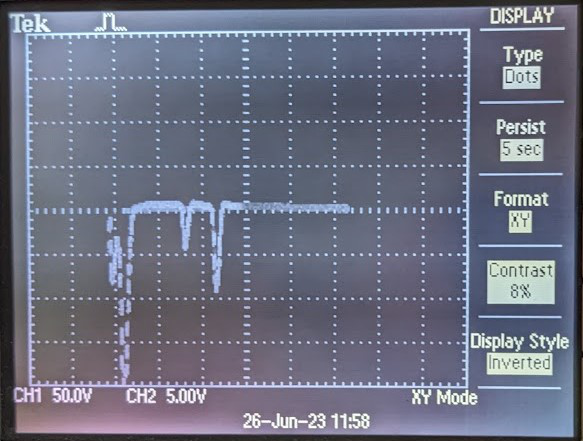 Tek
DISPLAY
Type
Dots
Persist
5 sec
Format
XY
Contrast
8%
Display Style
Inverted
CH1 50.0V CH2 5.00V XY Mode
26-Jun-23 11:58